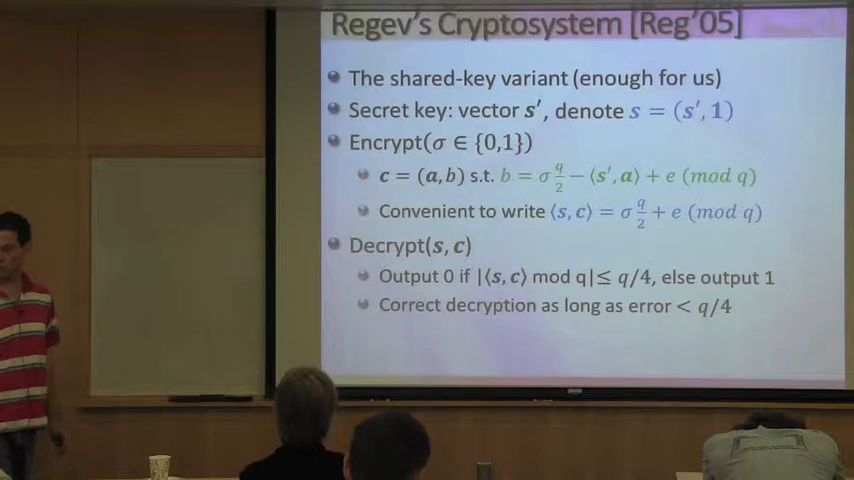 Regev's Cryptosystem [Reg'05]
The shared-key variant (enough for us)
Secret key: vector s′, denote s = (s′, 1)
Encrypt(σ ∈ {0,1})
c = (a, b) s.t. b = σ q/2 − ⟨s′, a⟩ + e (mod q)
Convenient to write ⟨s, c⟩ = σ q/2 + e (mod q)
Decrypt(s, c)
Output 0 if |⟨s, c⟩ mod q| ≤ q/4, else output 1
Correct decryption as long as error < q/4